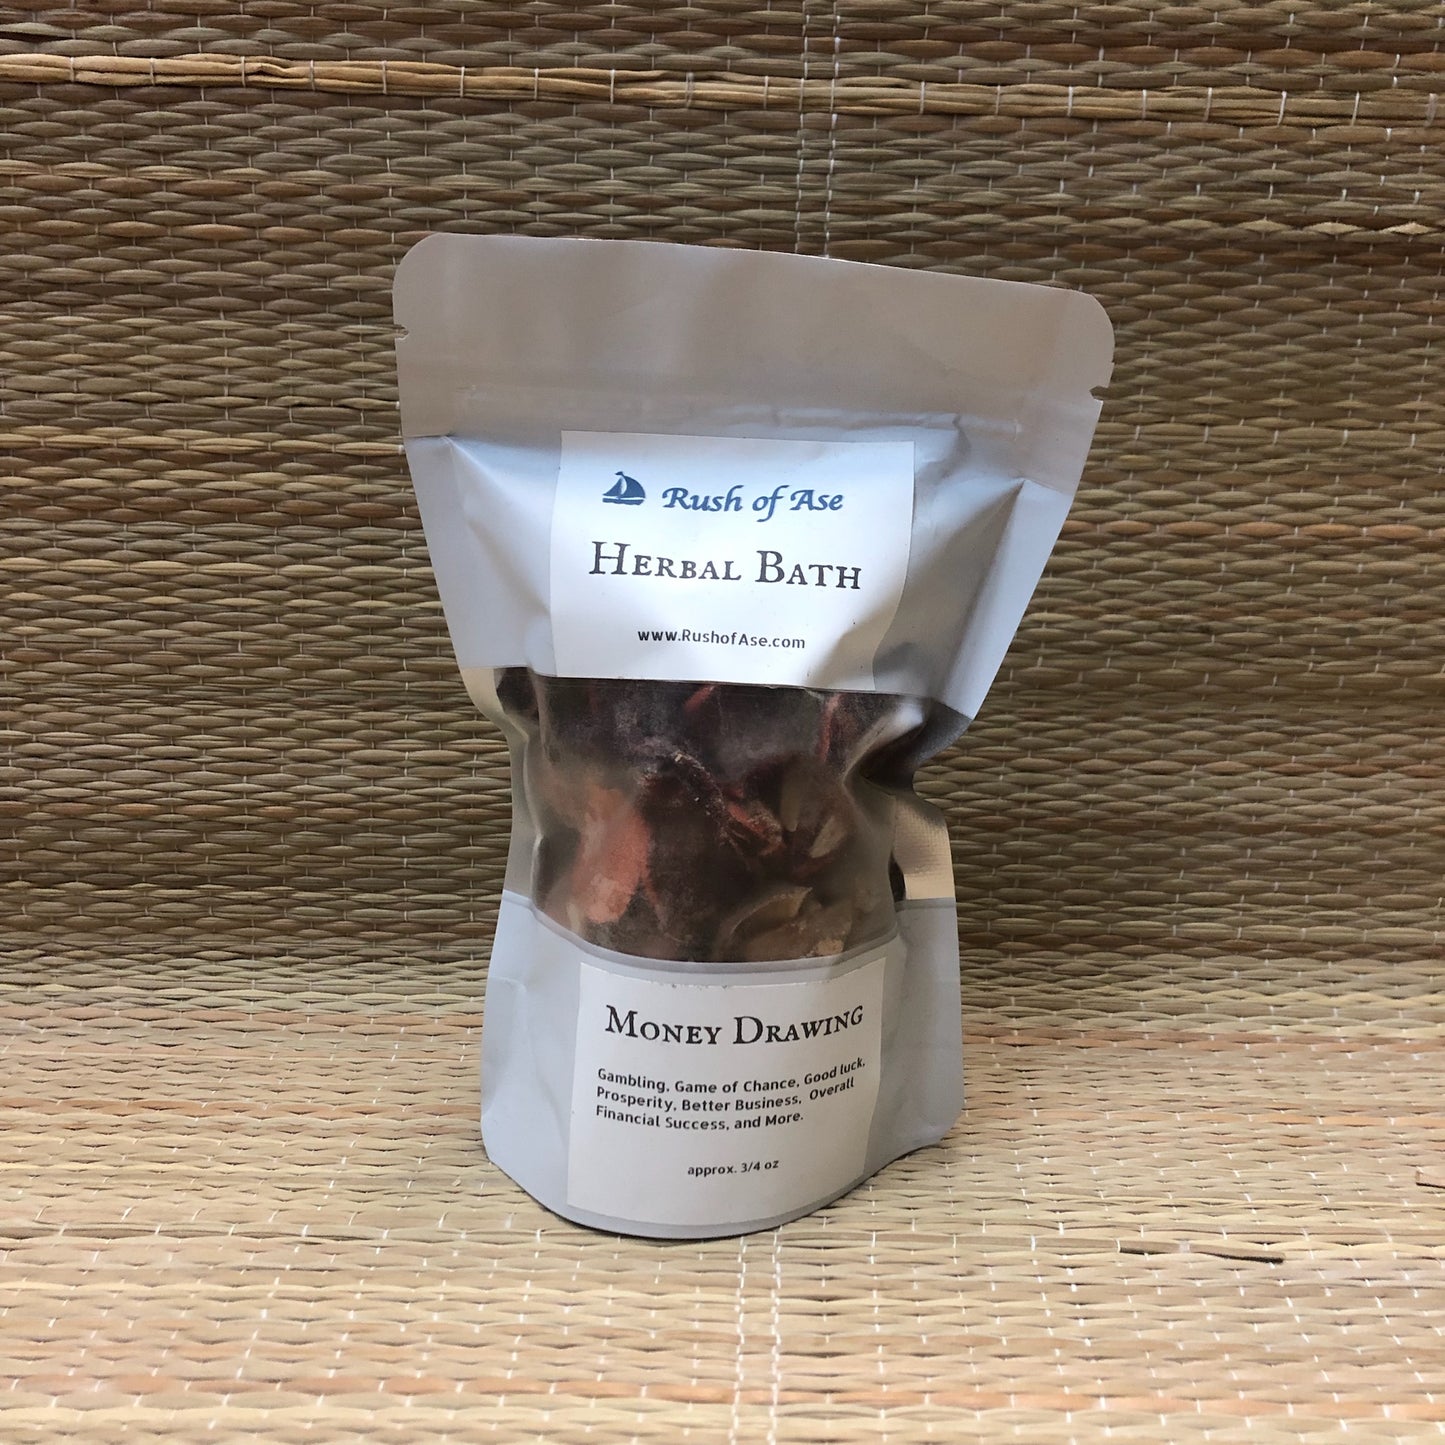 Rush of Ase
Herbal Bath
www.RushofAse.com
Money Drawing
Gambling, Game of Chance, Good luck,
Prosperity, Better Business, Overall
Financial Success, and More.
approx. 3/4 oz